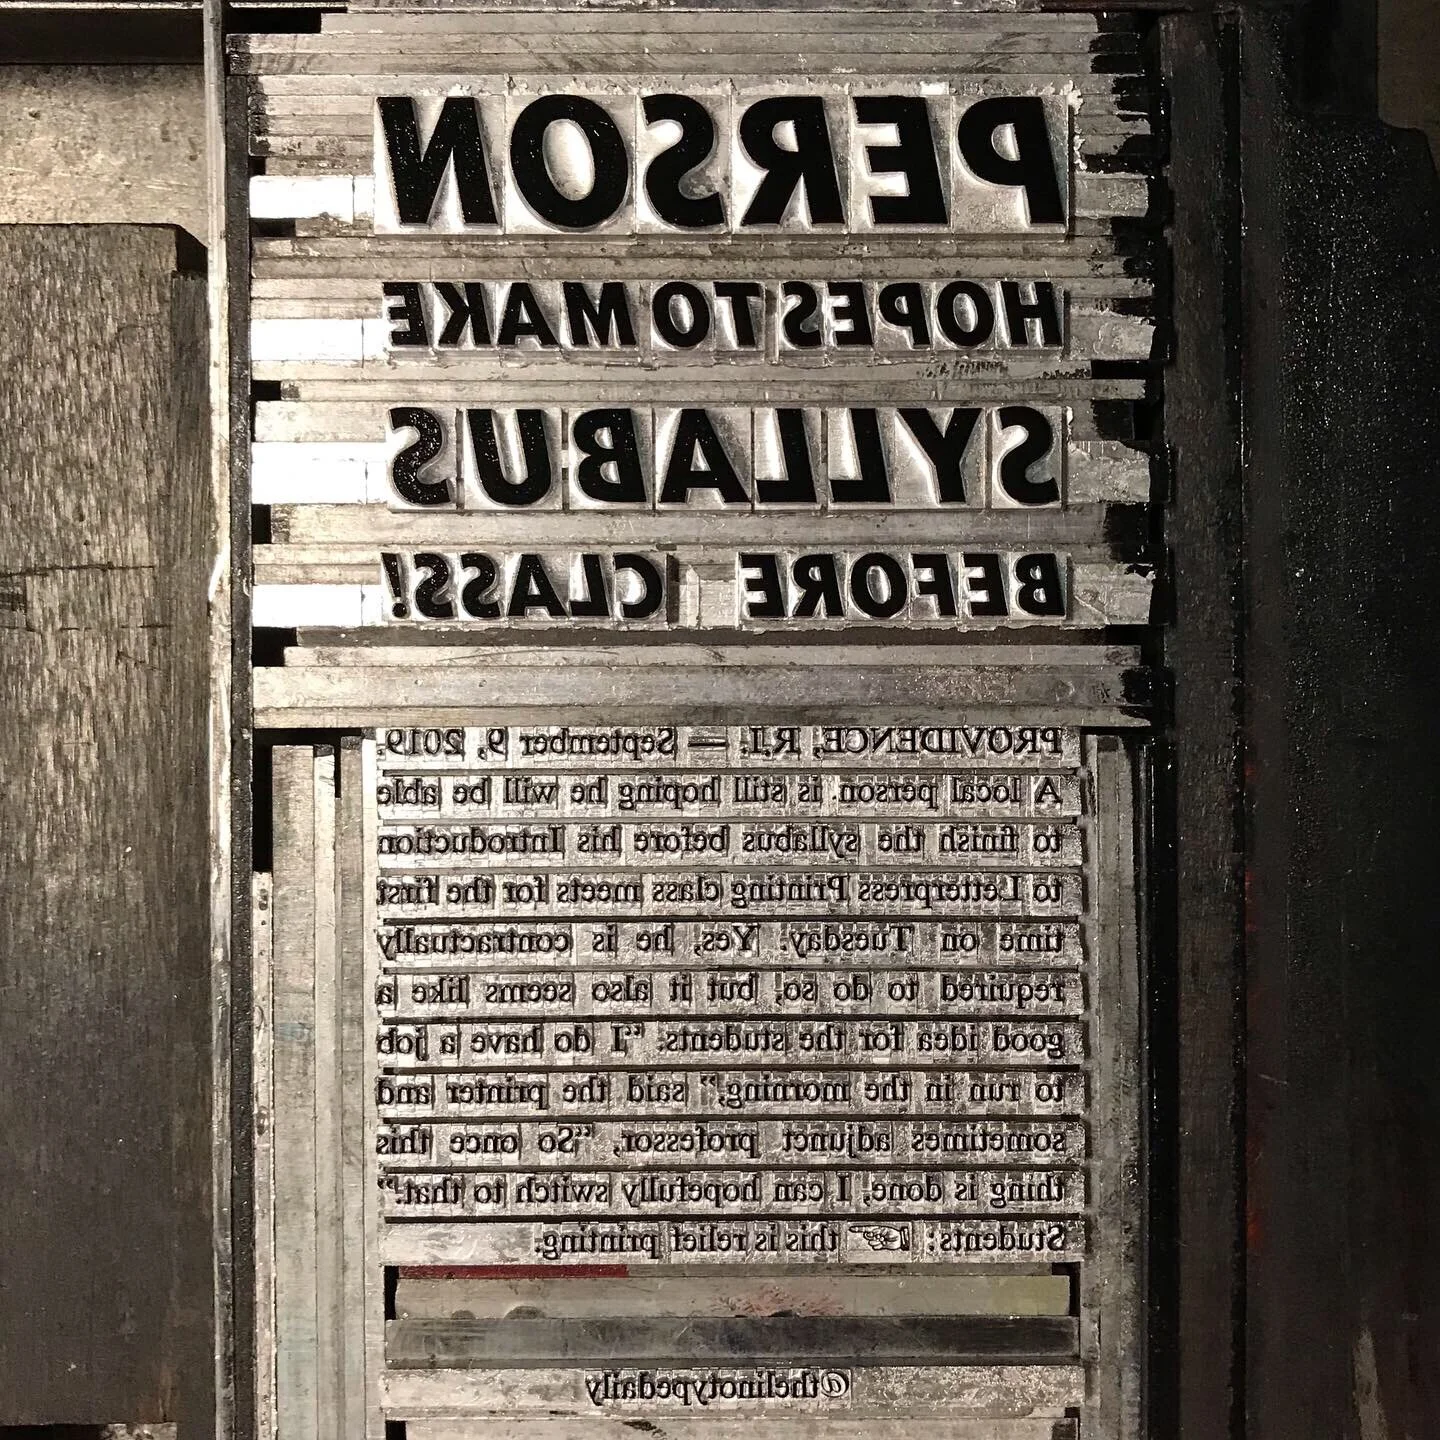 PERSON
HOPES TO MAKE
SYLLABUS
BEFORE CLASS!
PROVIDENCE, R.I. — September 9, 2019.
A local person is still hoping he will be able
to finish the syllabus before his Introduction
to Letterpress Printing class meets for the first
time on Tuesday. Yes, he is contractually
required to do so, but it also seems like a
good idea for the students. “I do have a job
to run in the morning,” said the printer and
sometimes adjunct professor, “So once this
thing is done, I can hopefully switch to that.”
Students: ☞ this is relief printing.
@thelinotypedaily